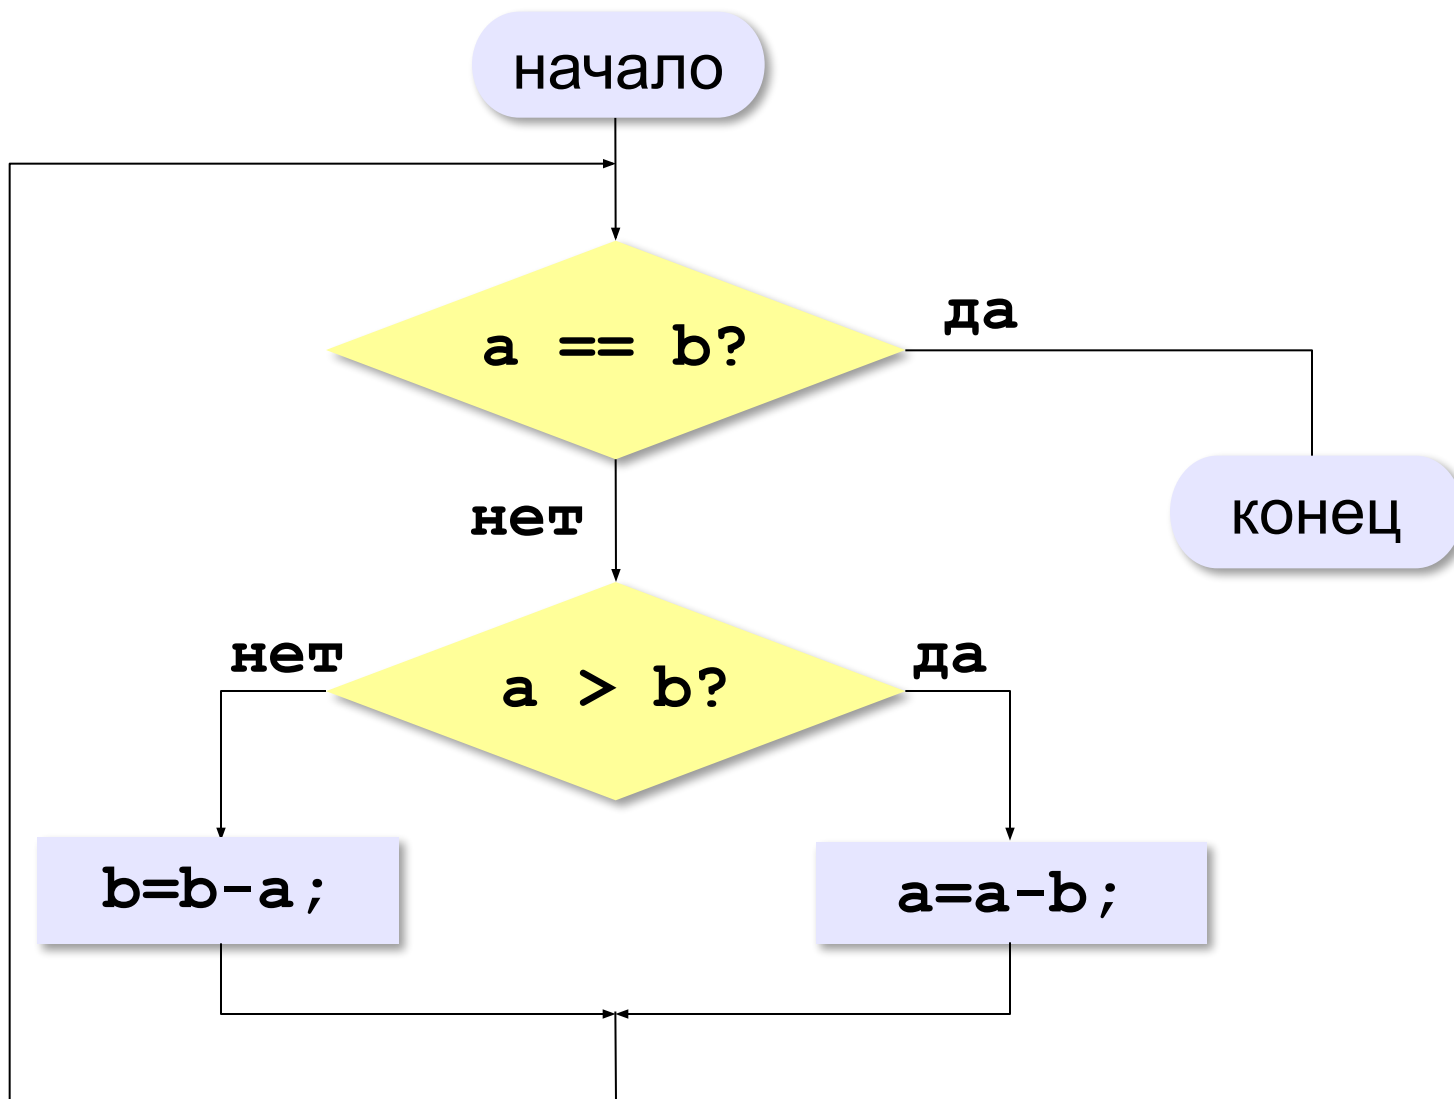 начало
a == b?
да
нет
конец
нет
a > b?
да
b=b-a;
a=a-b;